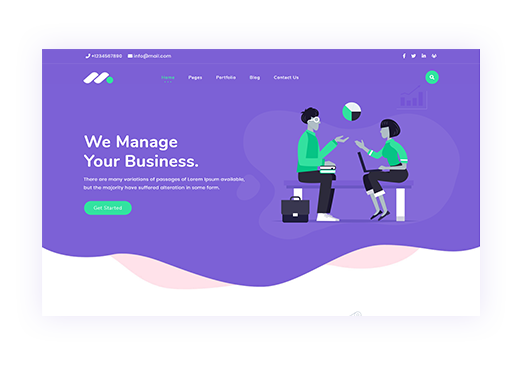 +1234567890 info@mail.com
Home Pages Portfolio Blog Contact Us
We Manage
Your Business.
There are many variations of passages of Lorem Ipsum available,
but the majority have suffered alteration in some form.
Get Started